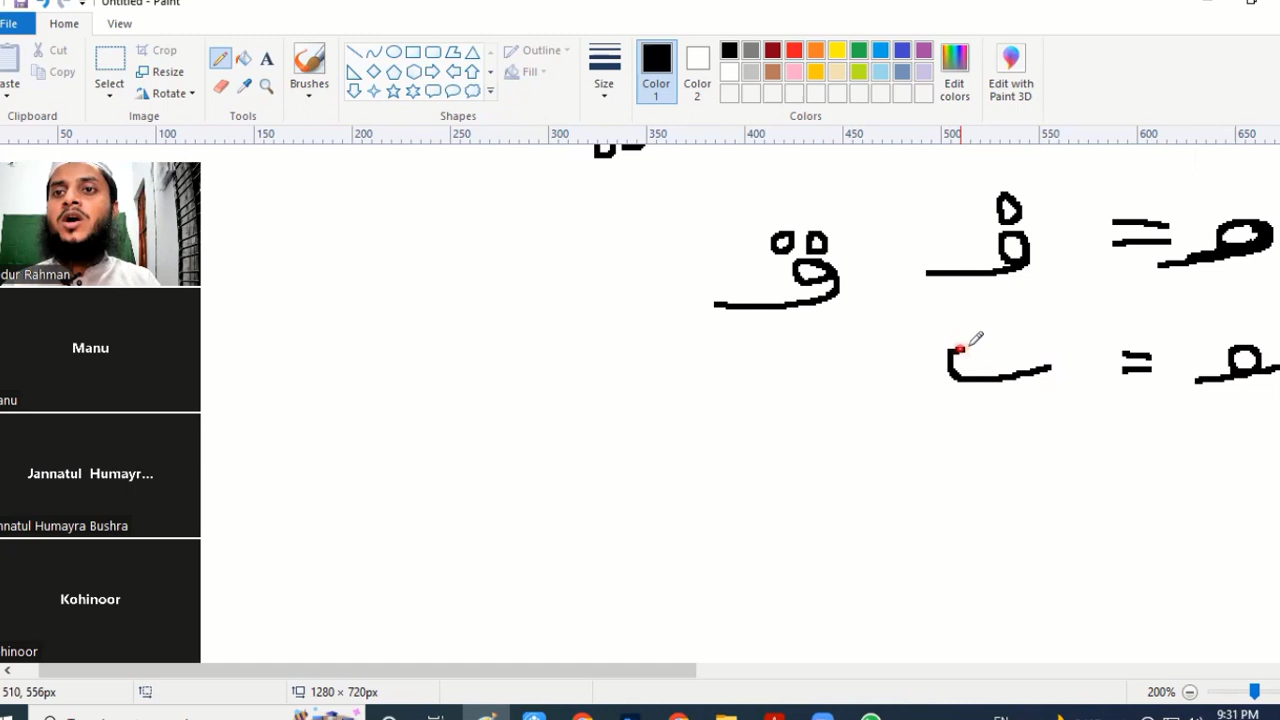 Untitled - Paint
File Home View
Cut
Copy
Crop
Resize
Rotate
Select
Brushes
Outline
Fill
Size
Color 1
Color 2
Edit colors
Edit with Paint 3D
Clipboard Image Tools Shapes Colors
50 100 150 200 250 300 350 400 450 500 550 600 650
dur Rahman
Manu
anu
Jannatul Humayr...
nnatul Humayra Bushra
Kohinoor
hinoor
= ف ڡـ
ق
=
510, 556px
1280 × 720px
200%
9:31 PM